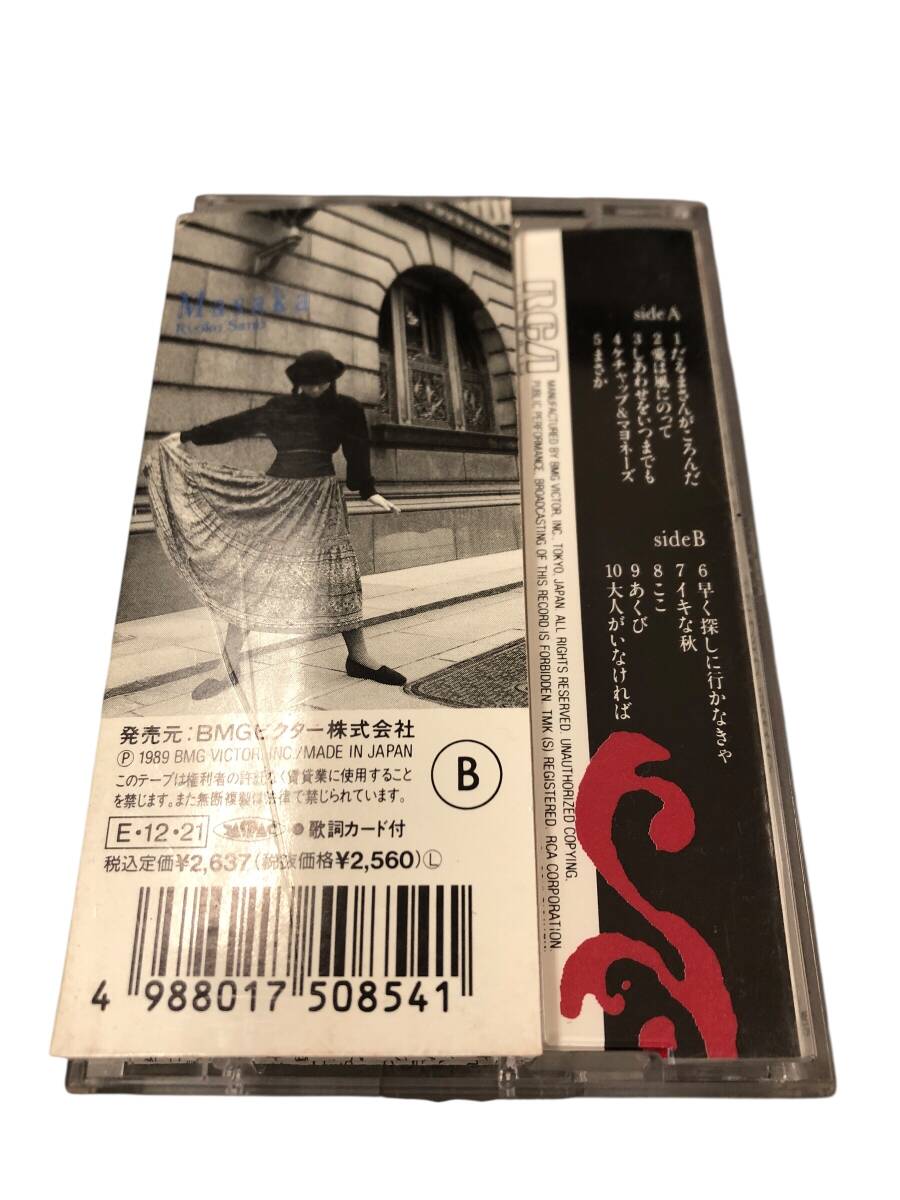 Masaka
Ryoko Sano
発売元：BMGビクター株式会社
Ⓟ 1989 BMG VICTOR, INC./MADE IN JAPAN
このテープは権利者の許諾なく賃貸業に使用すること
を禁じます。また無断複製は法律で禁じられています。
B
E・12・21
●歌詞カード付
税込定価¥2,637(税抜価格¥2,560)Ⓛ
4 988017 508541
RCA
MANUFACTURED BY BMG VICTOR, INC., TOKYO, JAPAN. ALL RIGHTS RESERVED. UNAUTHORIZED COPYING,
PUBLIC PERFORMANCE, BROADCASTING OF THIS RECORD IS FORBIDDEN. TMK (S) REGISTERED. RCA CORPORATION.
side A
1 だるまさんがころんだ
2 愛は風にのって
3 しあわせをいつまでも
4 ケチャップ&マヨネーズ
5 まさか
side B
6 早く探しに行かなきゃ
7 イキな秋
8 ここ
9 あくび
10 大人がいなければ